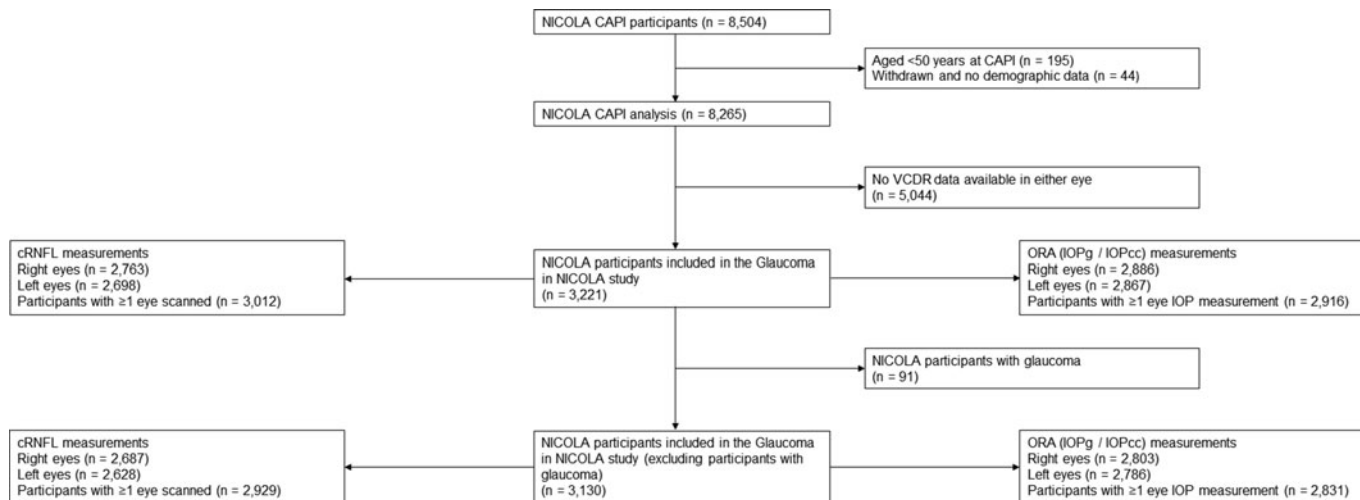 NICOLA CAPI participants (n = 8,504)
Aged <50 years at CAPI (n = 195)
Withdrawn and no demographic data (n = 44)
NICOLA CAPI analysis (n = 8,265)
No VCDR data available in either eye
(n = 5,044)
cRNFL measurements
Right eyes (n = 2,763)
Left eyes (n = 2,698)
Participants with ≥1 eye scanned (n = 3,012)
NICOLA participants included in the Glaucoma
in NICOLA study
(n = 3,221)
ORA (IOPg / IOPcc) measurements
Right eyes (n = 2,886)
Left eyes (n = 2,867)
Participants with ≥1 eye IOP measurement (n = 2,916)
NICOLA participants with glaucoma
(n = 91)
cRNFL measurements
Right eyes (n = 2,687)
Left eyes (n = 2,628)
Participants with ≥1 eye scanned (n = 2,929)
NICOLA participants included in the Glaucoma
in NICOLA study (excluding participants with
glaucoma)
(n = 3,130)
ORA (IOPg / IOPcc) measurements
Right eyes (n = 2,803)
Left eyes (n = 2,786)
Participants with ≥1 eye IOP measurement (n = 2,831)